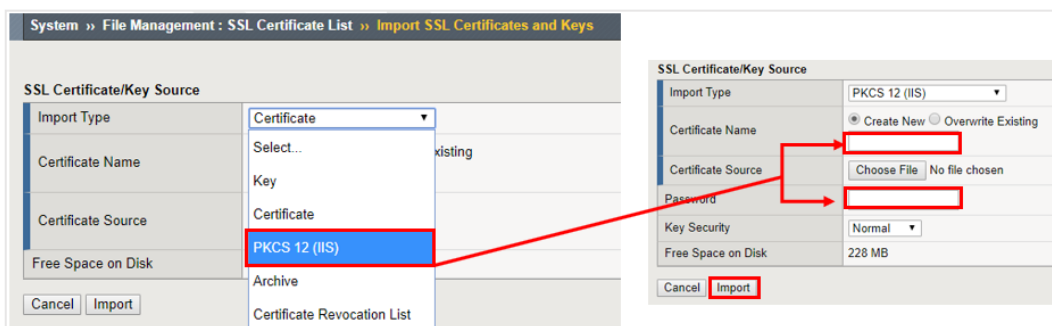 System » File Management : SSL Certificate List » Import SSL Certificates and Keys
SSL Certificate/Key Source
Import Type
Certificate
Certificate Name
xisting
Certificate Source
Free Space on Disk
Select...
Key
Certificate
PKCS 12 (IIS)
Archive
Certificate Revocation List
Cancel Import
SSL Certificate/Key Source
Import Type PKCS 12 (IIS)
Certificate Name Create New Overwrite Existing
Certificate Source Choose File No file chosen
Password
Key Security Normal
Free Space on Disk 228 MB
Cancel Import